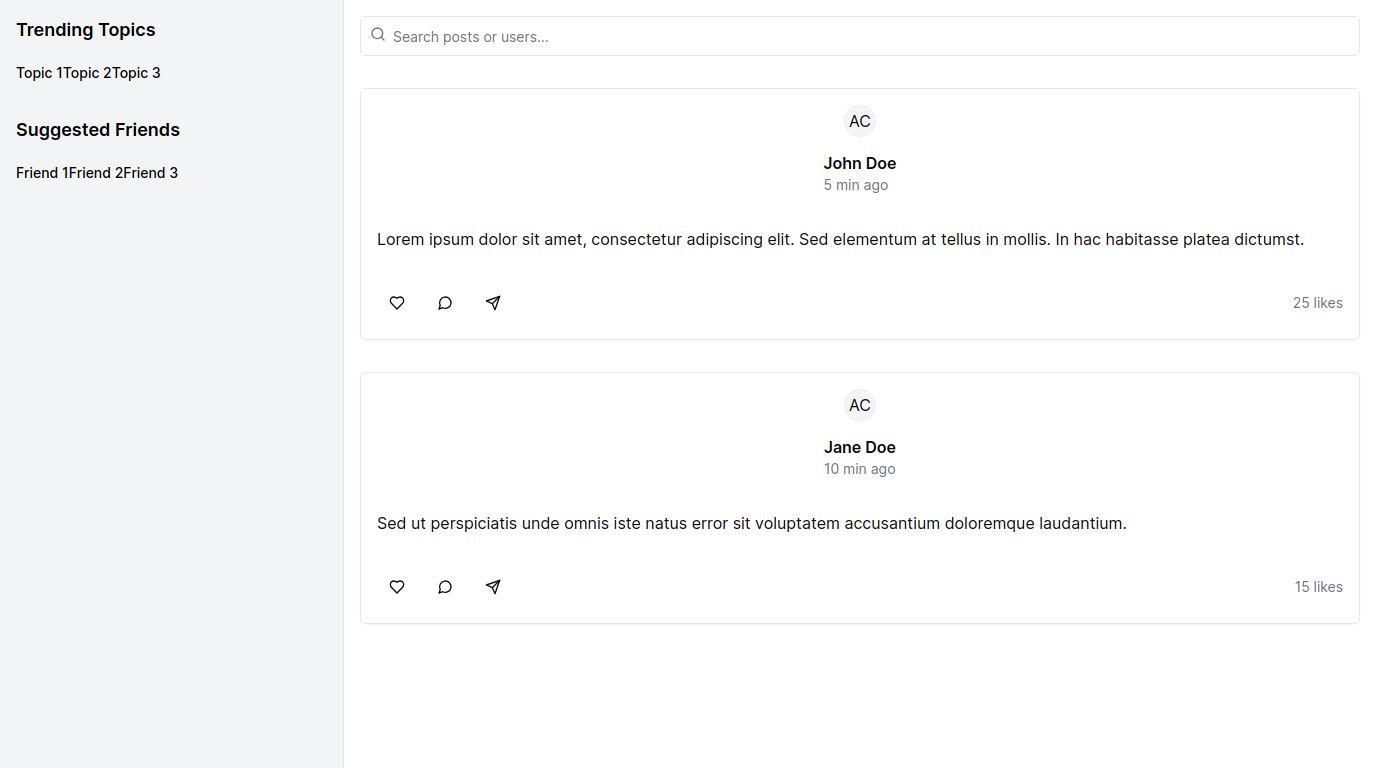 Trending Topics
Topic 1Topic 2Topic 3
Suggested Friends
Friend 1Friend 2Friend 3
Search posts or users...
AC
John Doe
5 min ago
Lorem ipsum dolor sit amet, consectetur adipiscing elit. Sed elementum at tellus in mollis. In hac habitasse platea dictumst.
25 likes
AC
Jane Doe
10 min ago
Sed ut perspiciatis unde omnis iste natus error sit voluptatem accusantium doloremque laudantium.
15 likes